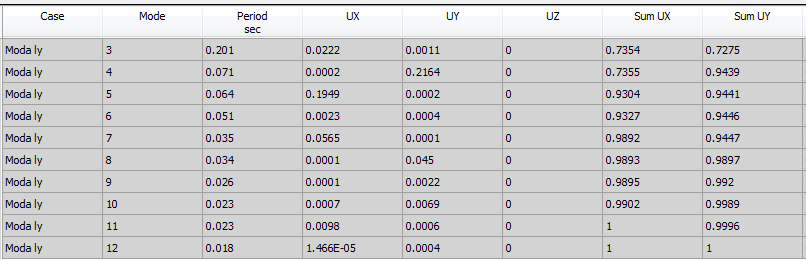 Case Mode Period sec UX UY UZ Sum UX Sum UY
Moda ly 3 0.201 0.0222 0.0011 0 0.7354 0.7275
Moda ly 4 0.071 0.0002 0.2164 0 0.7355 0.9439
Moda ly 5 0.064 0.1949 0.0002 0 0.9304 0.9441
Moda ly 6 0.051 0.0023 0.0004 0 0.9327 0.9446
Moda ly 7 0.035 0.0565 0.0001 0 0.9892 0.9447
Moda ly 8 0.034 0.0001 0.045 0 0.9893 0.9897
Moda ly 9 0.026 0.0001 0.0022 0 0.9895 0.992
Moda ly 10 0.023 0.0007 0.0069 0 0.9902 0.9989
Moda ly 11 0.023 0.0098 0.0006 0 1 0.9996
Moda ly 12 0.018 1.466E-05 0.0004 0 1 1